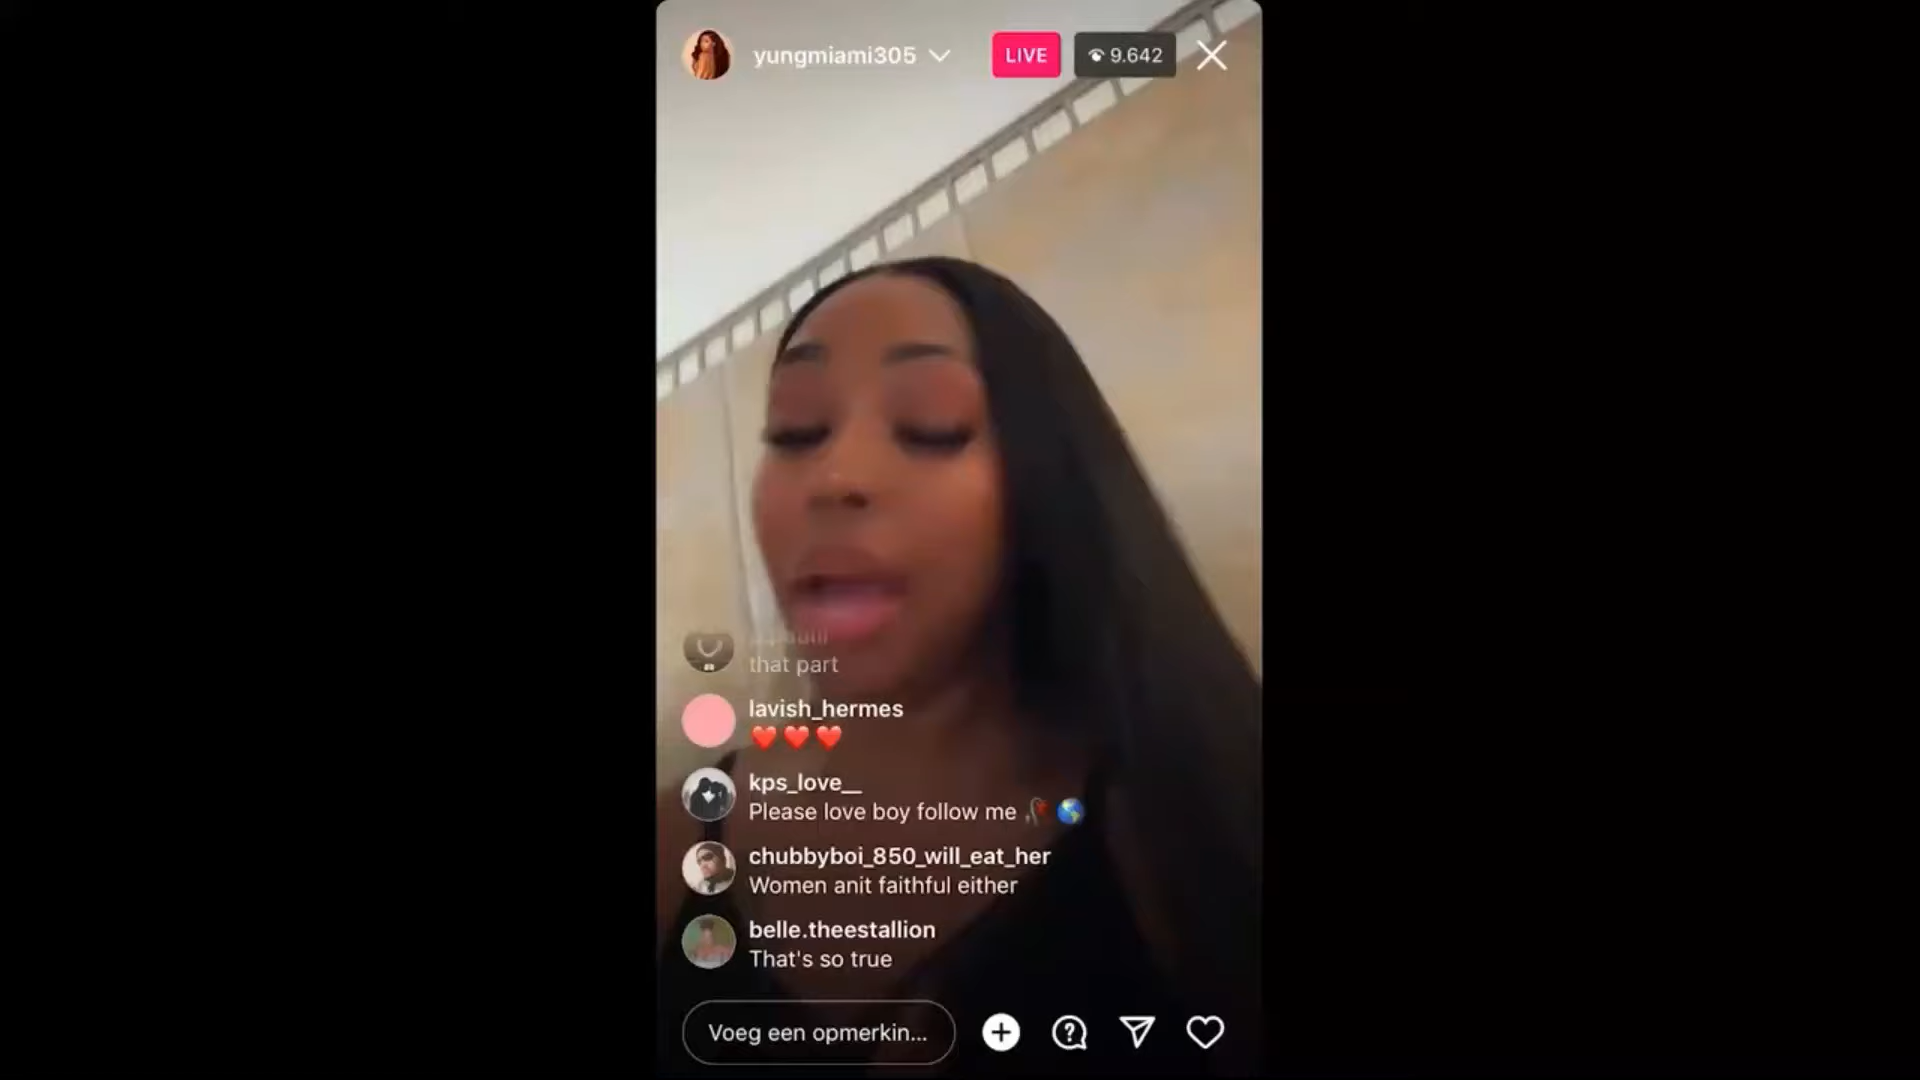 yungmiami305
LIVE
9.642
that part
lavish_hermes
❤️ ❤️ ❤️
kps_love__
Please love boy follow me 🥀 🌎
chubbyboi_850_will_eat_her
Women anit faithful either
belle.theestallion
That's so true
Voeg een opmerkin...